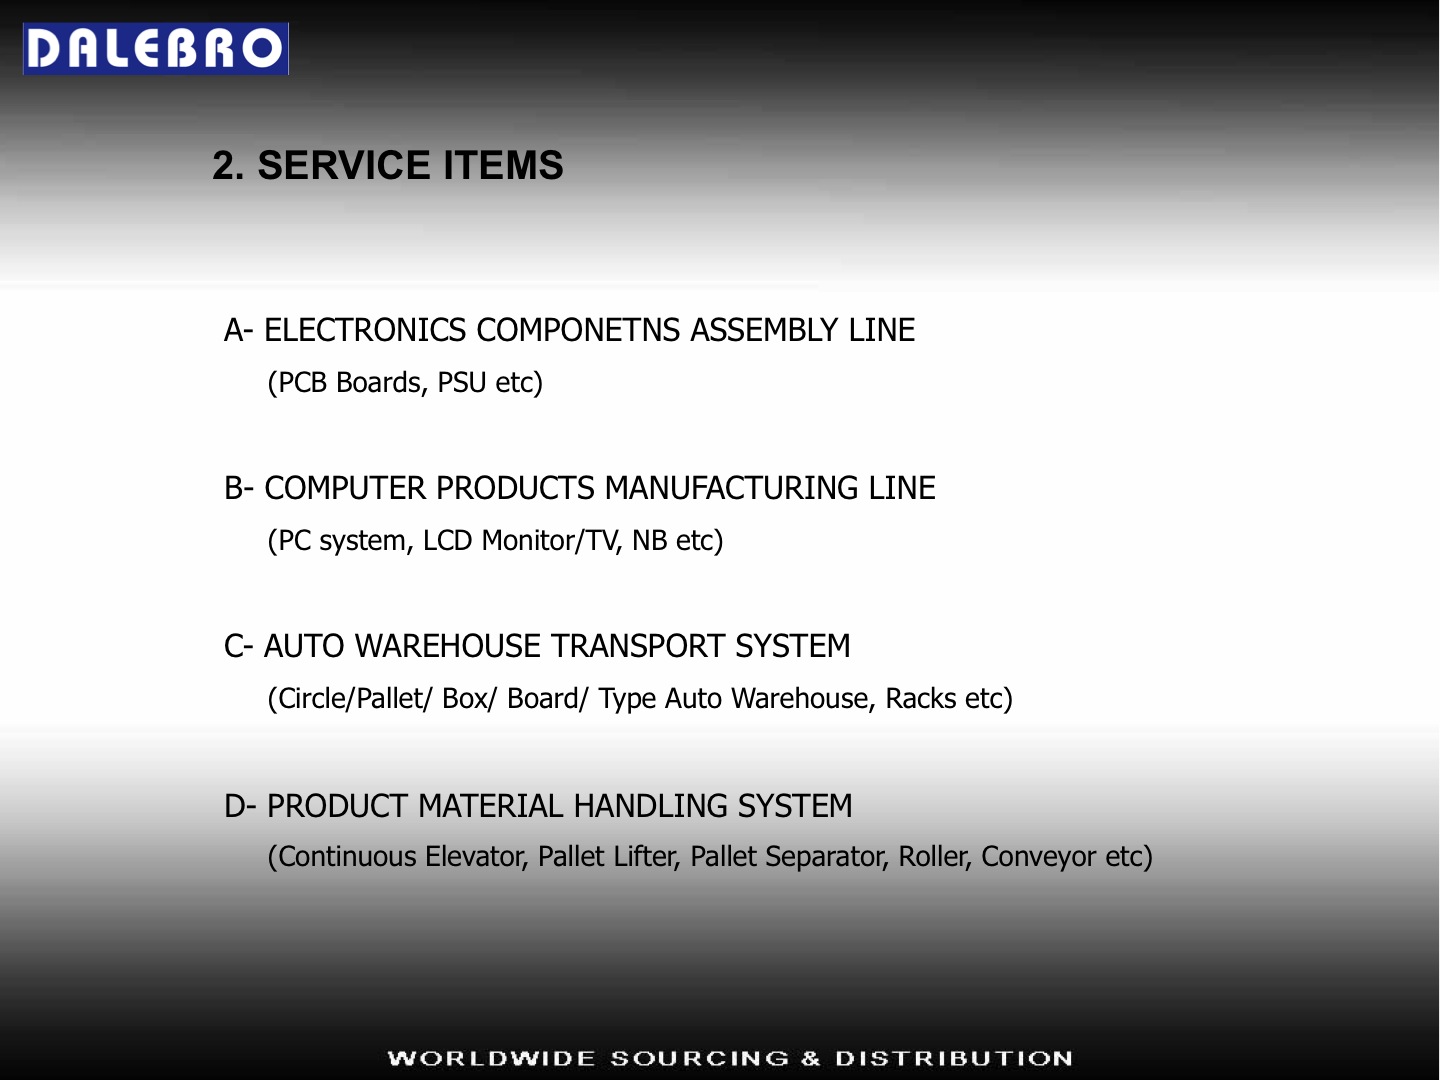 DALEBRO
2. SERVICE ITEMS
A- ELECTRONICS COMPONETNS ASSEMBLY LINE
(PCB Boards, PSU etc)
B- COMPUTER PRODUCTS MANUFACTURING LINE
(PC system, LCD Monitor/TV, NB etc)
C- AUTO WAREHOUSE TRANSPORT SYSTEM
(Circle/Pallet/ Box/ Board/ Type Auto Warehouse, Racks etc)
D- PRODUCT MATERIAL HANDLING SYSTEM
(Continuous Elevator, Pallet Lifter, Pallet Separator, Roller, Conveyor etc)
WORLDWIDE SOURCING & DISTRIBUTION